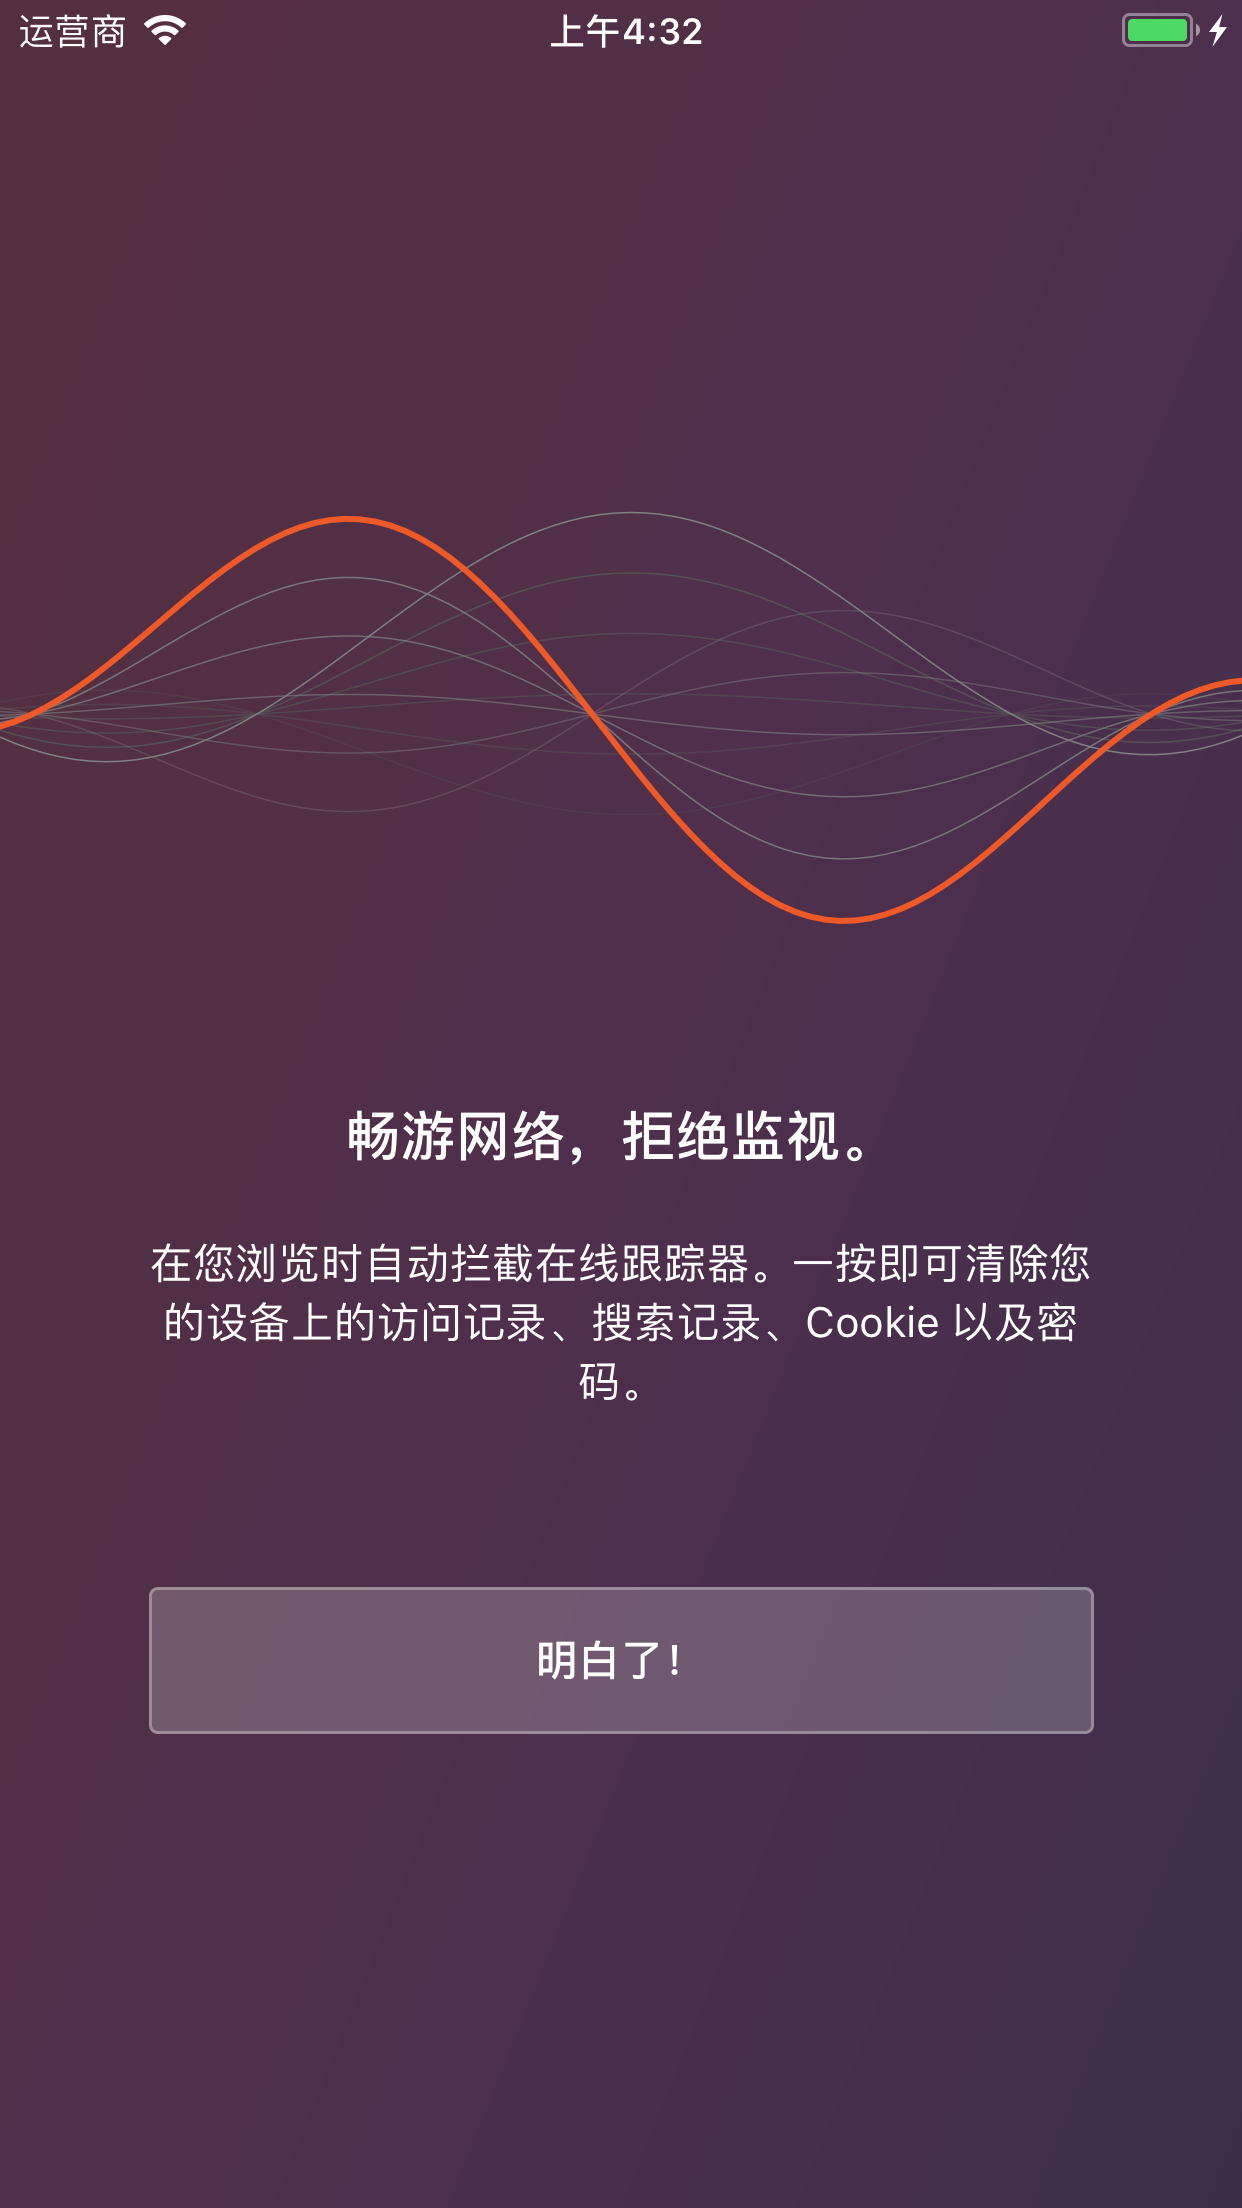 运营商
上午4:32
畅游网络，拒绝监视。
在您浏览时自动拦截在线跟踪器。一按即可清除您
的设备上的访问记录、搜索记录、Cookie 以及密
码。
明白了！